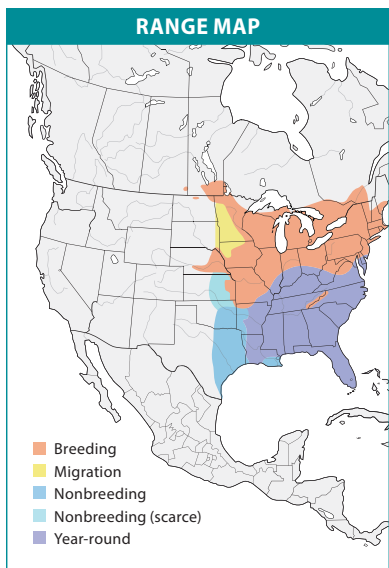 RANGE MAP
Breeding
Migration
Nonbreeding
Nonbreeding (scarce)
Year-round